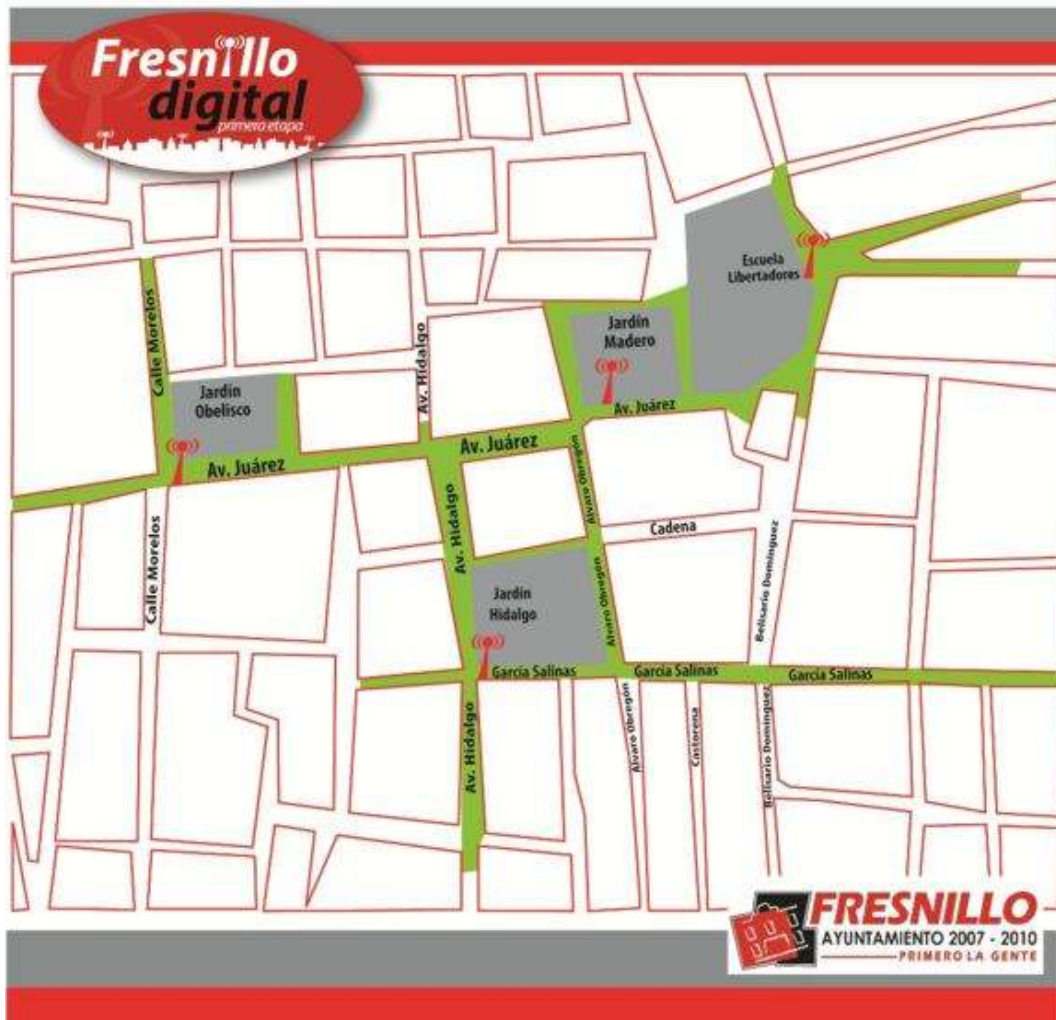 Fresnillo
digital
primera etapa
Escuela
Libertadores
Calle Morelos
Jardín
Madero
Av. Hidalgo
Jardín
Obelisco
Av. Juárez
Av. Juárez
Av. Juárez
Alvaro Obregón
Av. Hidalgo
Cadena
Calle Morelos
Belisario Domínguez
Alvaro Obregón
Jardín
Hidalgo
García Salinas
García Salinas
García Salinas
Av. Hidalgo
Alvaro Obregón
Castorena
Belisario Domínguez
FRESNILLO
AYUNTAMIENTO 2007 - 2010
PRIMERO LA GENTE